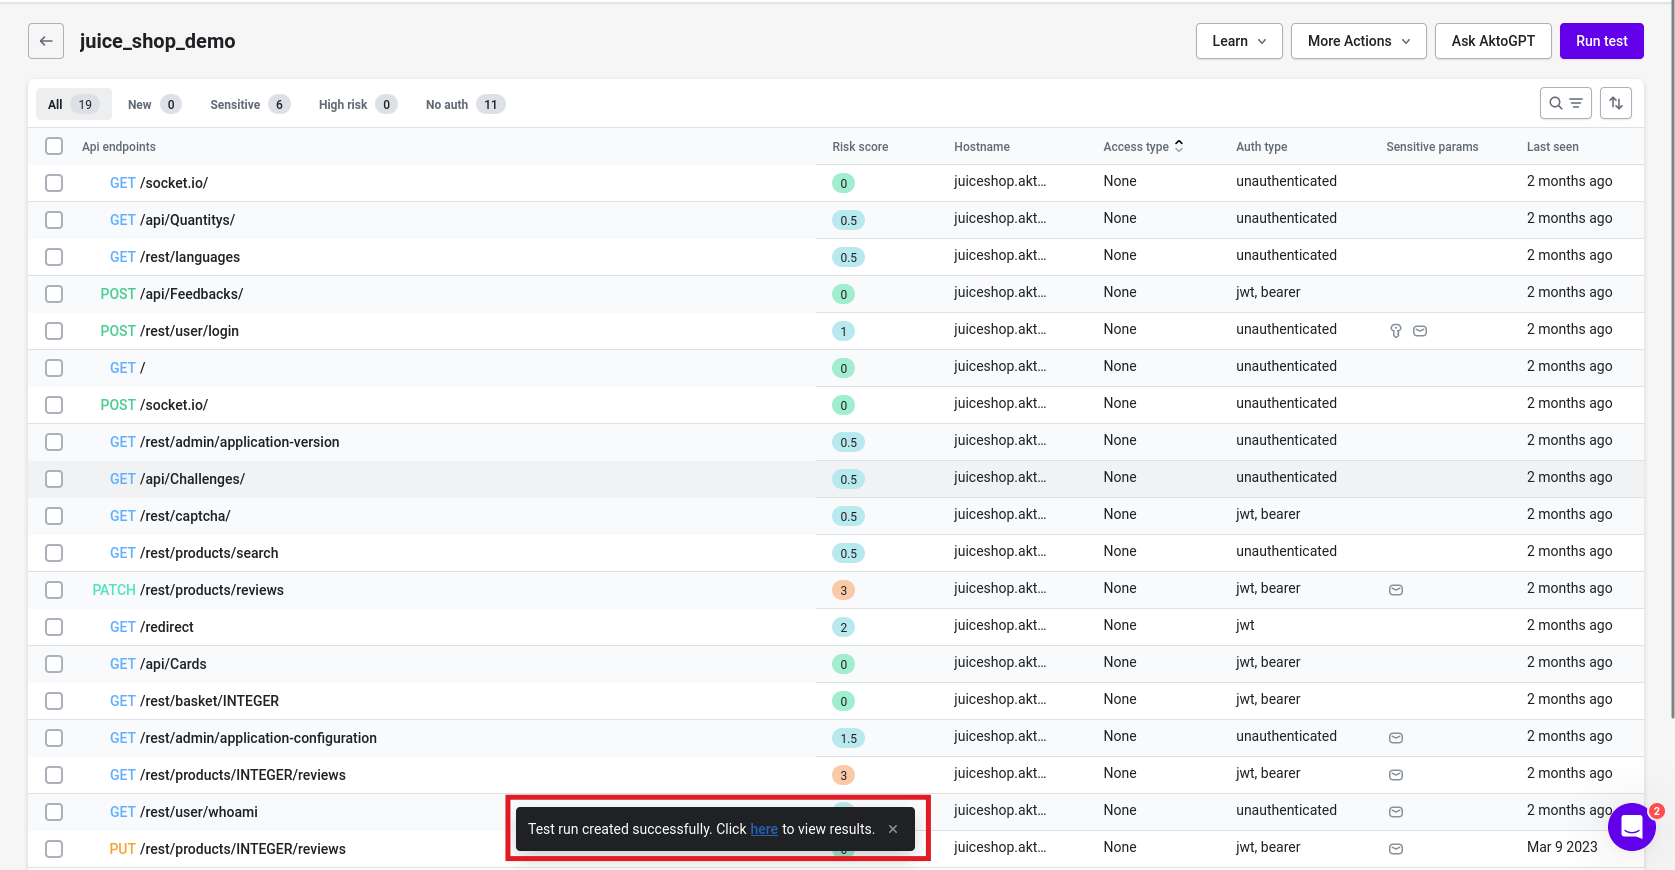 juice_shop_demo Learn More Actions Ask AktoGPT Run test
All 19 New 0 Sensitive 6 High risk 0 No auth 11
Api endpoints Risk score Hostname Access type Auth type Sensitive params Last seen
GET /socket.io/ 0 juiceshop.akt... None unauthenticated 2 months ago
GET /api/Quantitys/ 0.5 juiceshop.akt... None unauthenticated 2 months ago
GET /rest/languages 0.5 juiceshop.akt... None unauthenticated 2 months ago
POST /api/Feedbacks/ 0 juiceshop.akt... None jwt, bearer 2 months ago
POST /rest/user/login 1 juiceshop.akt... None unauthenticated 2 months ago
GET / 0 juiceshop.akt... None unauthenticated 2 months ago
POST /socket.io/ 0 juiceshop.akt... None unauthenticated 2 months ago
GET /rest/admin/application-version 0.5 juiceshop.akt... None unauthenticated 2 months ago
GET /api/Challenges/ 0.5 juiceshop.akt... None unauthenticated 2 months ago
GET /rest/captcha/ 0.5 juiceshop.akt... None jwt, bearer 2 months ago
GET /rest/products/search 0.5 juiceshop.akt... None unauthenticated 2 months ago
PATCH /rest/products/reviews 3 juiceshop.akt... None jwt, bearer 2 months ago
GET /redirect 2 juiceshop.akt... None jwt 2 months ago
GET /api/Cards 0 juiceshop.akt... None jwt, bearer 2 months ago
GET /rest/basket/INTEGER 0 juiceshop.akt... None jwt, bearer 2 months ago
GET /rest/admin/application-configuration 1.5 juiceshop.akt... None unauthenticated 2 months ago
GET /rest/products/INTEGER/reviews 3 juiceshop.akt... None jwt, bearer 2 months ago
GET /rest/user/whoami juiceshop.akt... None unauthenticated 2 months ago
2
Test run created successfully. Click here to view results.
PUT /rest/products/INTEGER/reviews juiceshop.akt... None jwt, bearer Mar 9 2023